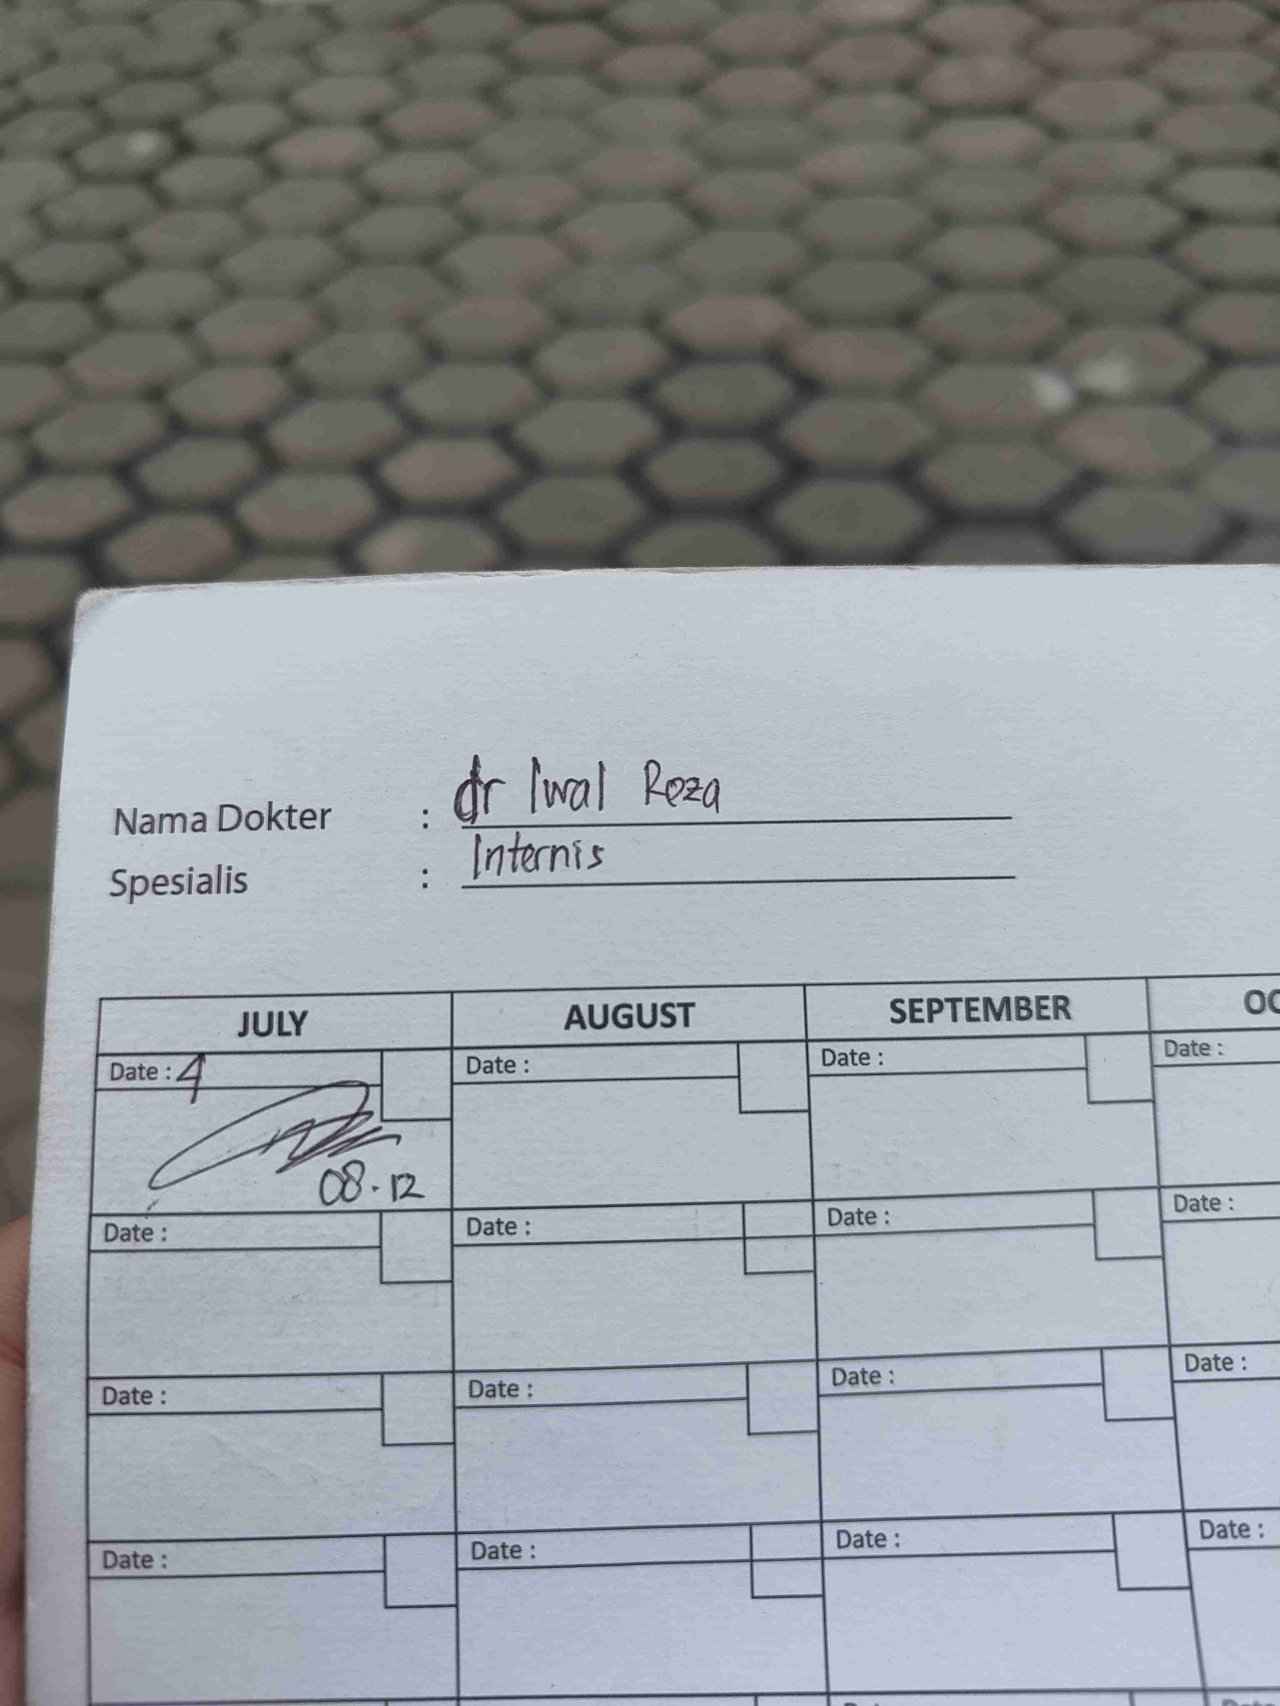 Nama Dokter : dr Iwal Reza
Spesialis : Internis
JULY AUGUST SEPTEMBER OC
Date : 4 Date : Date : Date :
08.12
Date : Date : Date : Date :
Date : Date : Date : Date :
Date : Date : Date : Date :